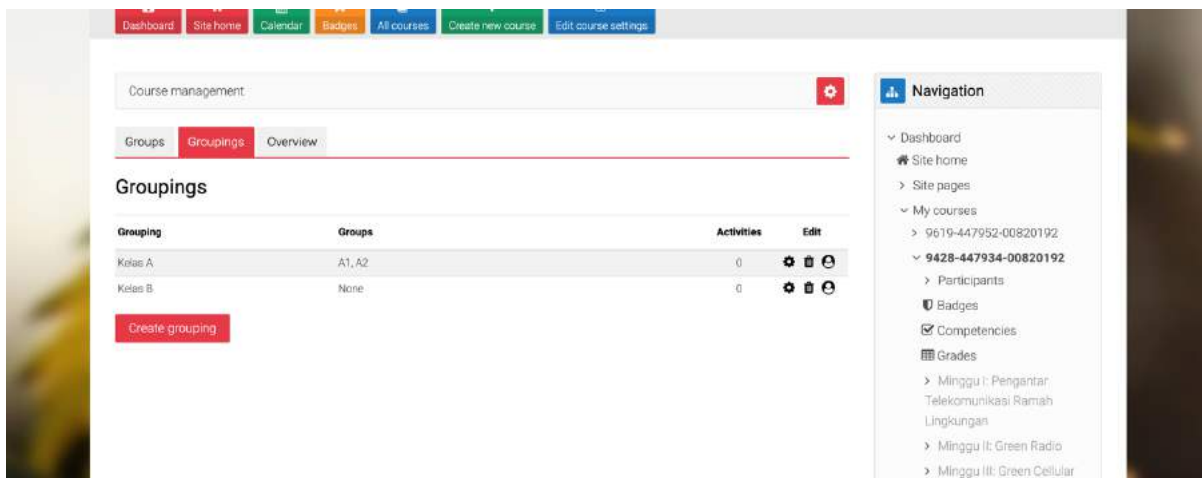 Dashboard Site home Calendar Badges All courses Create new course Edit course settings
Course management
Groups Groupings Overview
Groupings
Grouping Groups Activities Edit
Kelas A A1, A2 0
Kelas B None 0
Create grouping
Navigation
Dashboard
Site home
Site pages
My courses
9619-447952-00820192
9428-447934-00820192
Participants
Badges
Competencies
Grades
Minggu I: Pengantar
Telekomunikasi Ramah
Lingkungan
Minggu II: Green Radio
Minggu III: Green Cellular